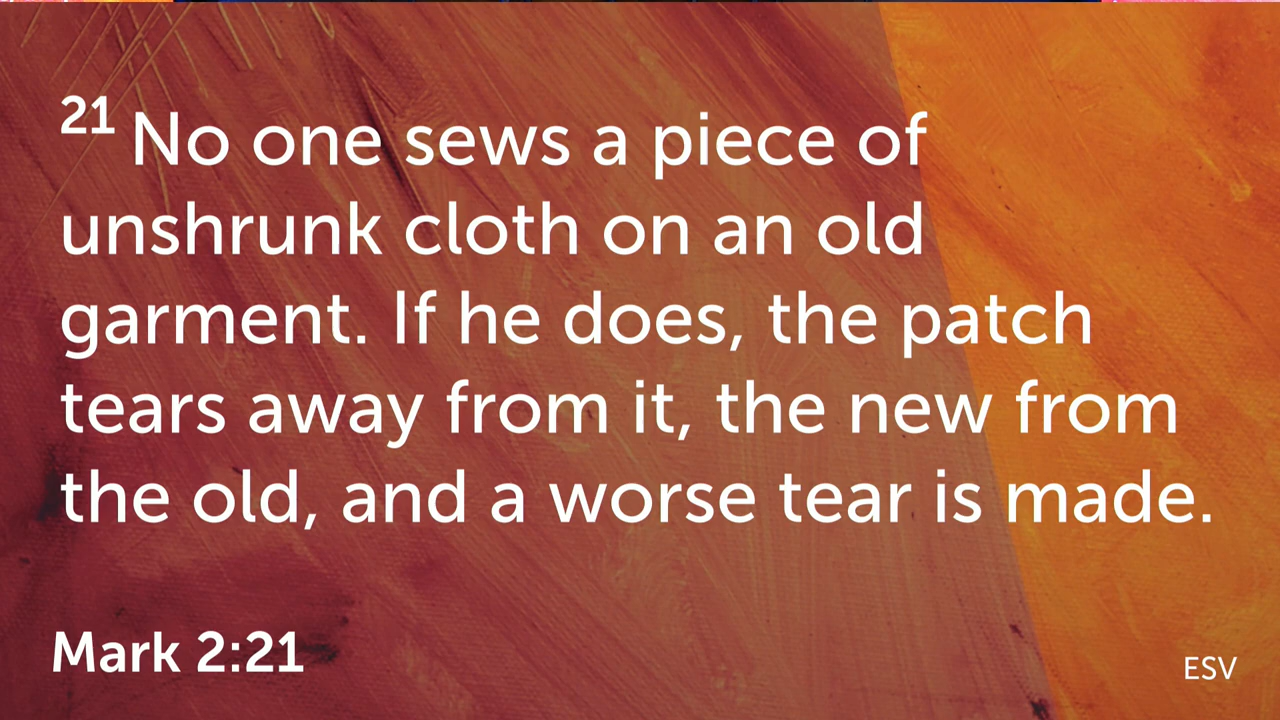 21 No one sews a piece of
unshrunk cloth on an old
garment. If he does, the patch
tears away from it, the new from
the old, and a worse tear is made.
Mark 2:21
ESV